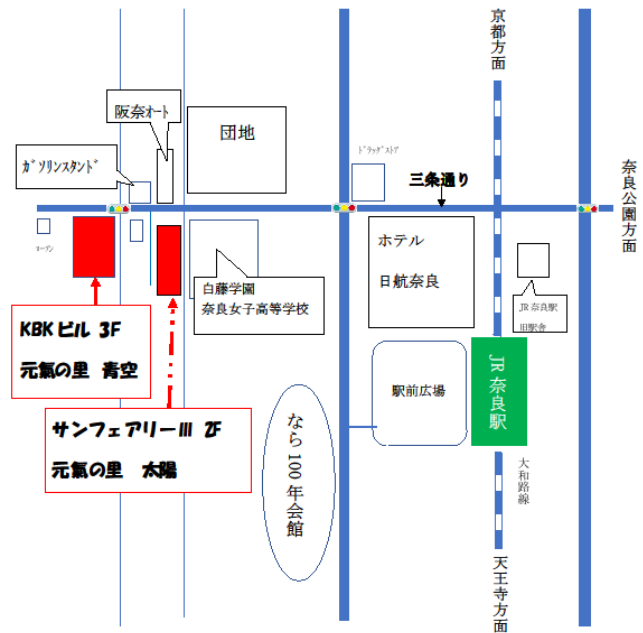 京都方面
阪奈オート
団地
ガソリンスタンド
ドラッグストア
三条通り
奈良公園方面
ホテル
日航奈良
白藤学園
奈良女子高等学校
JR奈良駅
旧駅舎
KBKビル 3F
元氣の里 青空
JR奈良駅
駅前広場
サンフェアリーⅢ 2F
元氣の里 太陽
なら100年会館
大和路線
天王寺方面